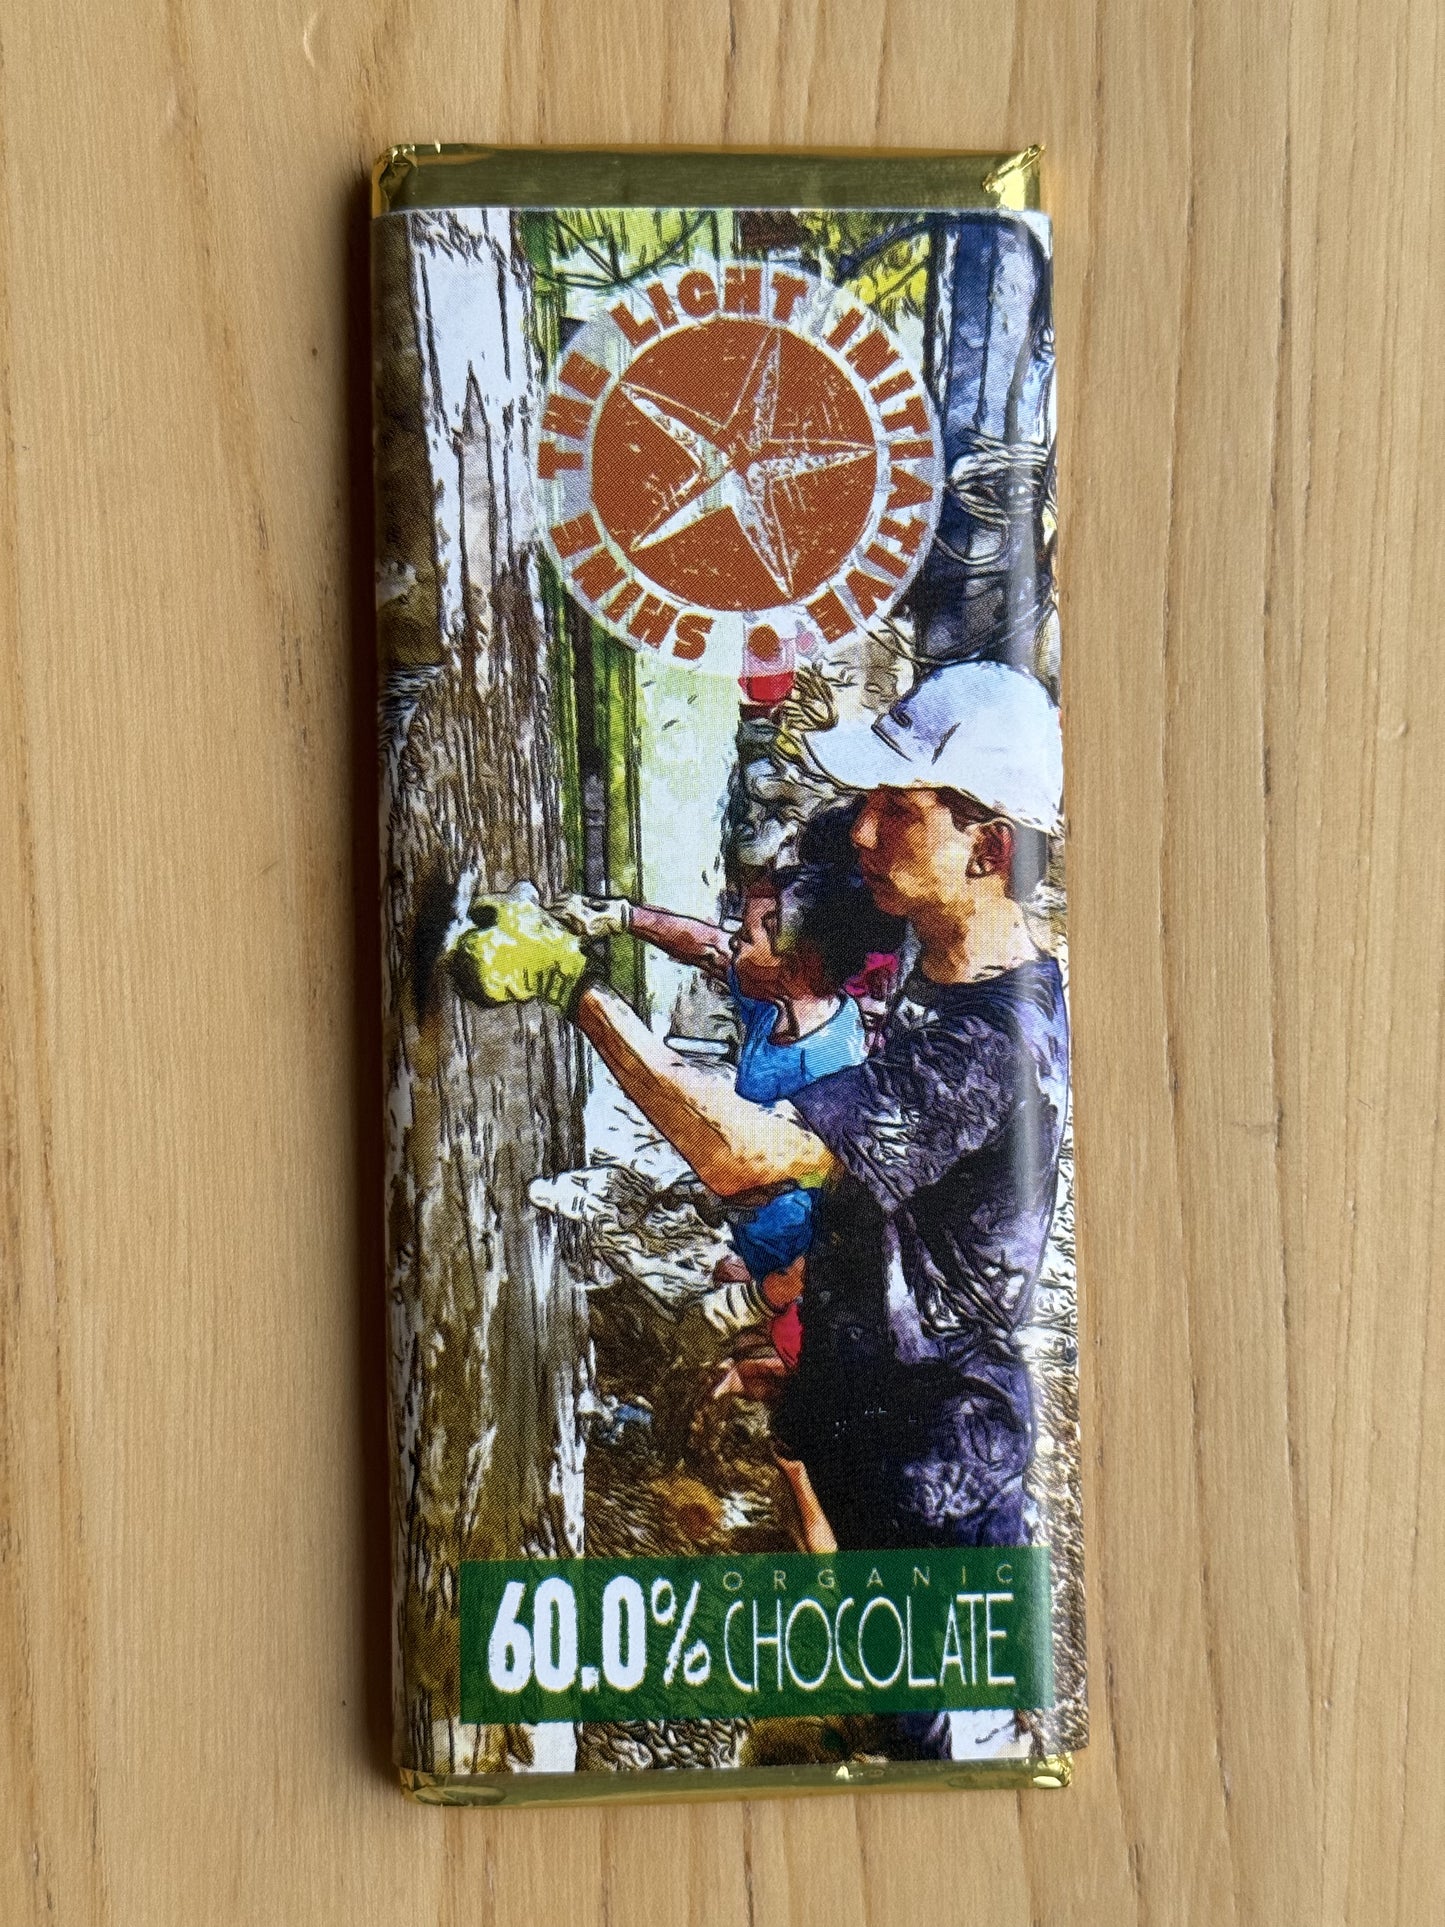 SHINE THE LIGHT INITIATIVE
60.0% ORGANIC
CHOCOLATE